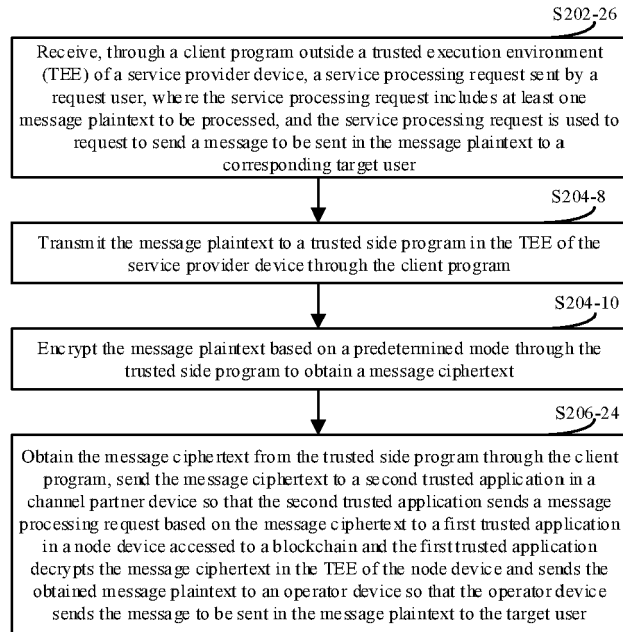 S202-26
Receive, through a client program outside a trusted execution environment
(TEE) of a service provider device, a service processing request sent by a
request user, where the service processing request includes at least one
message plaintext to be processed, and the service processing request is used to
request to send a message to be sent in the message plaintext to a
corresponding target user
S204-8
Transmit the message plaintext to a trusted side program in the TEE of the
service provider device through the client program
S204-10
Encrypt the message plaintext based on a predetermined mode through the
trusted side program to obtain a message ciphertext
S206-24
Obtain the message ciphertext from the trusted side program through the client
program, send the message ciphertext to a second trusted application in a
channel partner device so that the second trusted application sends a message
processing request based on the message ciphertext to a first trusted application
in a node device accessed to a blockchain and the first trusted application
decrypts the message ciphertext in the TEE of the node device and sends the
obtained message plaintext to an operator device so that the operator device
sends the message to be sent in the message plaintext to the target user